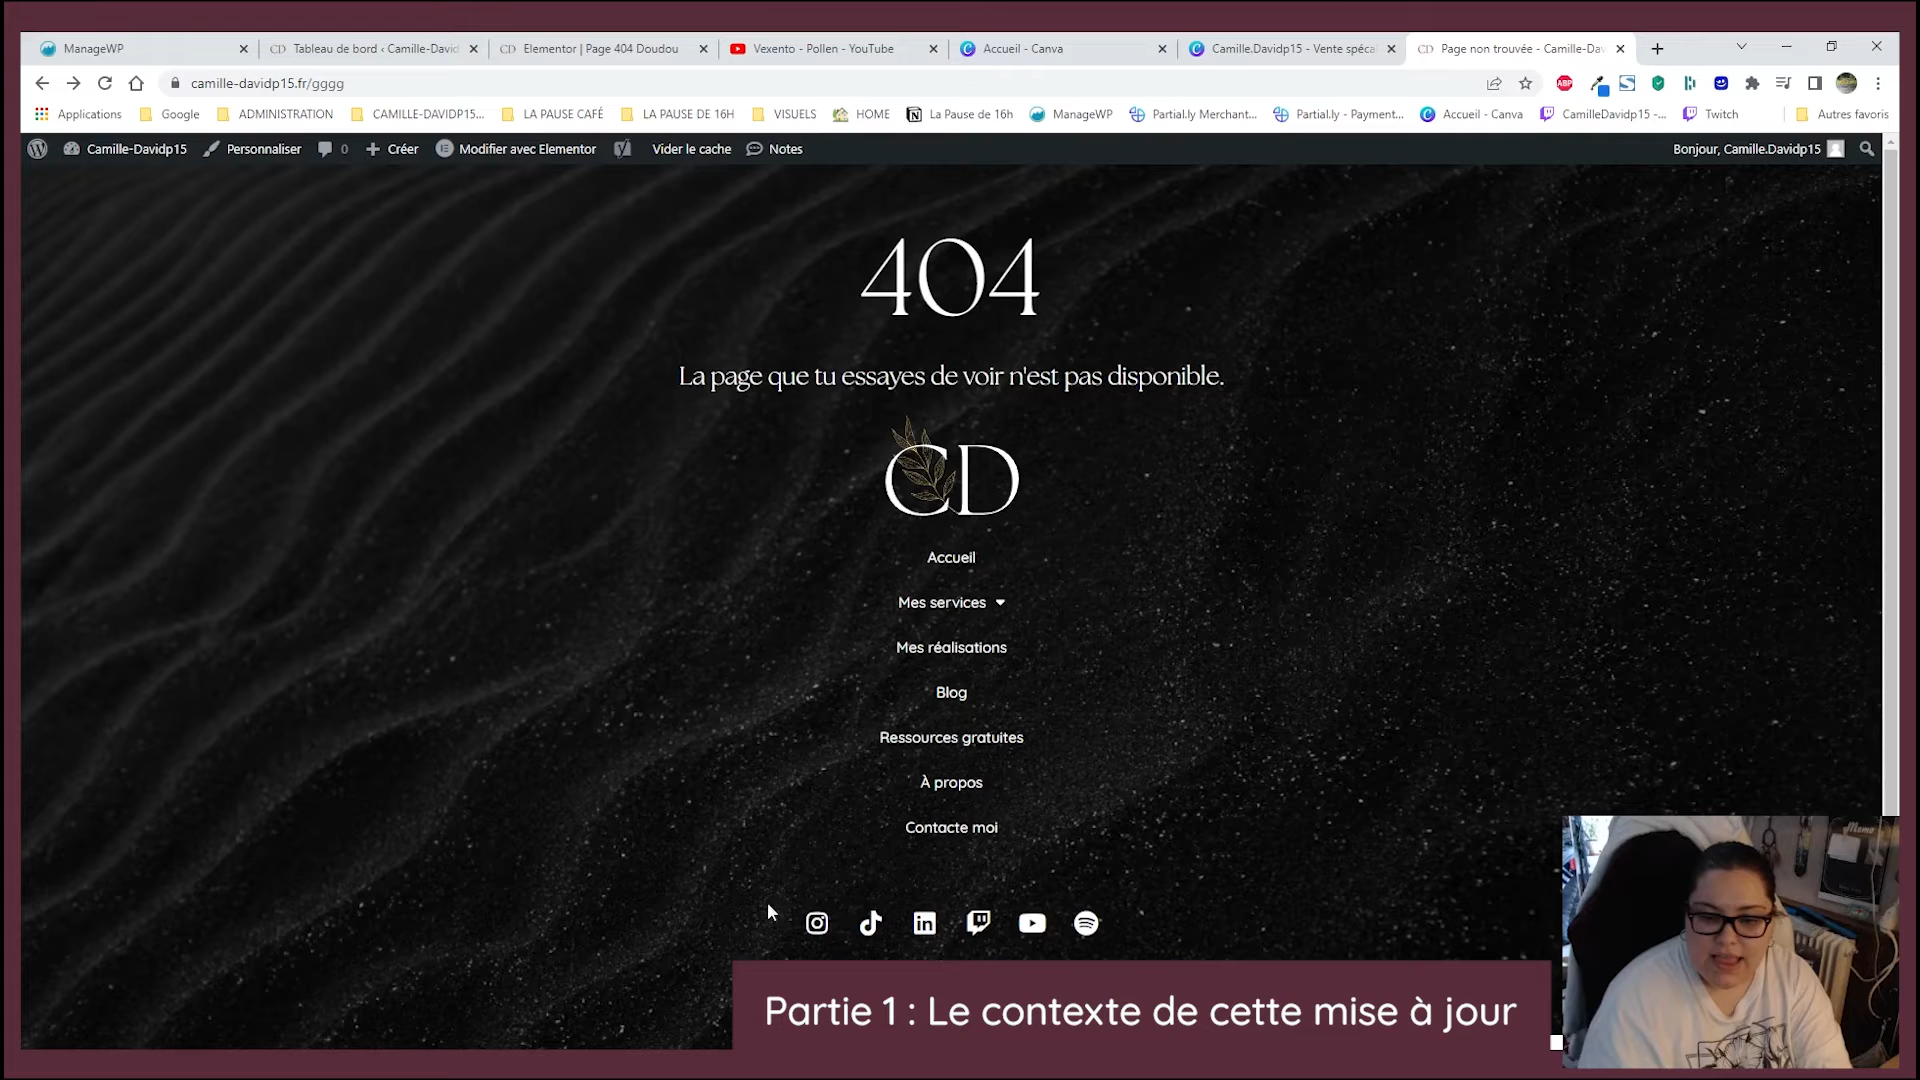 ManageWP
Tableau de bord ‹ Camille-David
Elementor | Page 404 Doudou
Vexento - Pollen - YouTube
Accueil - Canva
Camille.Davidp15 - Vente spécial
Page non trouvée - Camille-Dav
camille-davidp15.fr/gggg
ABP
Applications
Google
ADMINISTRATION
CAMILLE-DAVIDP15...
LA PAUSE CAFÉ
LA PAUSE DE 16H
VISUELS
HOME
La Pause de 16h
ManageWP
Partial.ly Merchant...
Partial.ly - Payment...
Accueil - Canva
CamilleDavidp15 -...
Twitch
Autres favoris
Camille-Davidp15
Personnaliser
0
Créer
Modifier avec Elementor
Vider le cache
Notes
Bonjour, Camille.Davidp15
404
La page que tu essayes de voir n'est pas disponible.
CD
Accueil
Mes services
Mes réalisations
Blog
Ressources gratuites
À propos
Contacte moi
Partie 1 : Le contexte de cette mise à jour